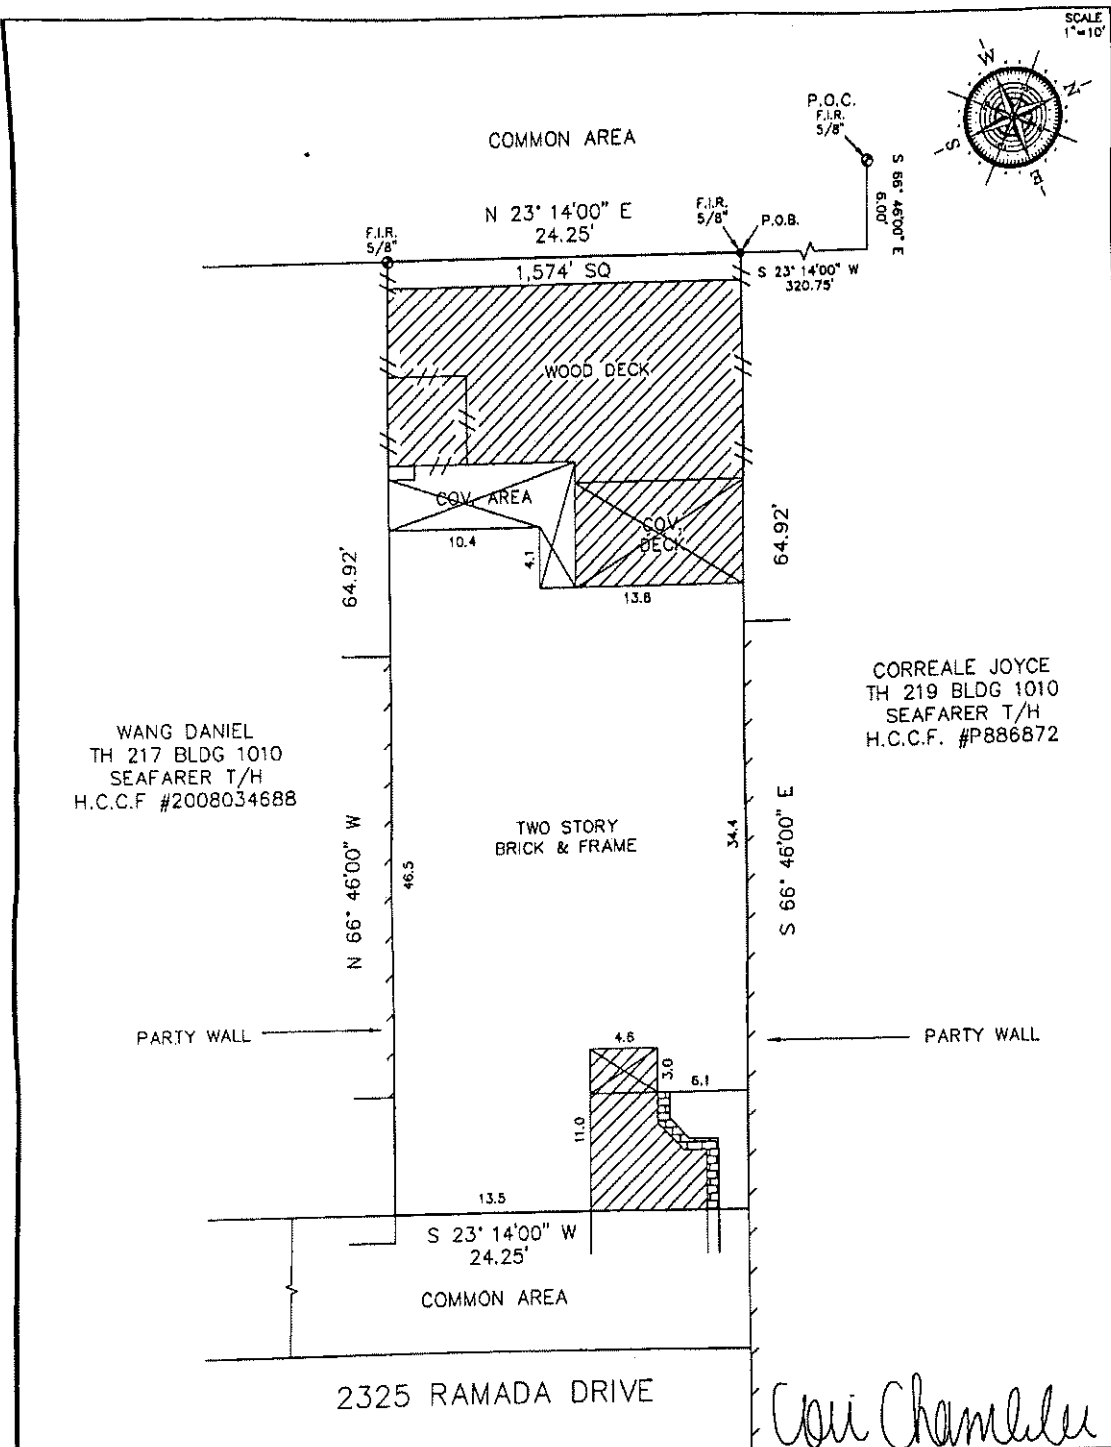 SCALE
1"=10'
W
N
S
E
P.O.C.
F.I.R.
5/8"
S 66° 46'00" E
6.00'
COMMON AREA
N 23° 14'00" E
24.25'
F.I.R.
5/8"
F.I.R.
5/8"
P.O.B.
S 23° 14'00" W
320.75'
1,574' SQ
WOOD DECK
COV. AREA
COV.
DECK
10.4
4.1
13.8
64.92'
64.92'
WANG DANIEL
TH 217 BLDG 1010
SEAFARER T/H
H.C.C.F #2008034688
CORREALE JOYCE
TH 219 BLDG 1010
SEAFARER T/H
H.C.C.F. #P886872
TWO STORY
BRICK & FRAME
N 66° 46'00" W
46.5
34.4
S 66° 46'00" E
PARTY WALL
PARTY WALL
4.6
3.0
6.1
11.0
13.5
S 23° 14'00" W
24.25'
COMMON AREA
2325 RAMADA DRIVE